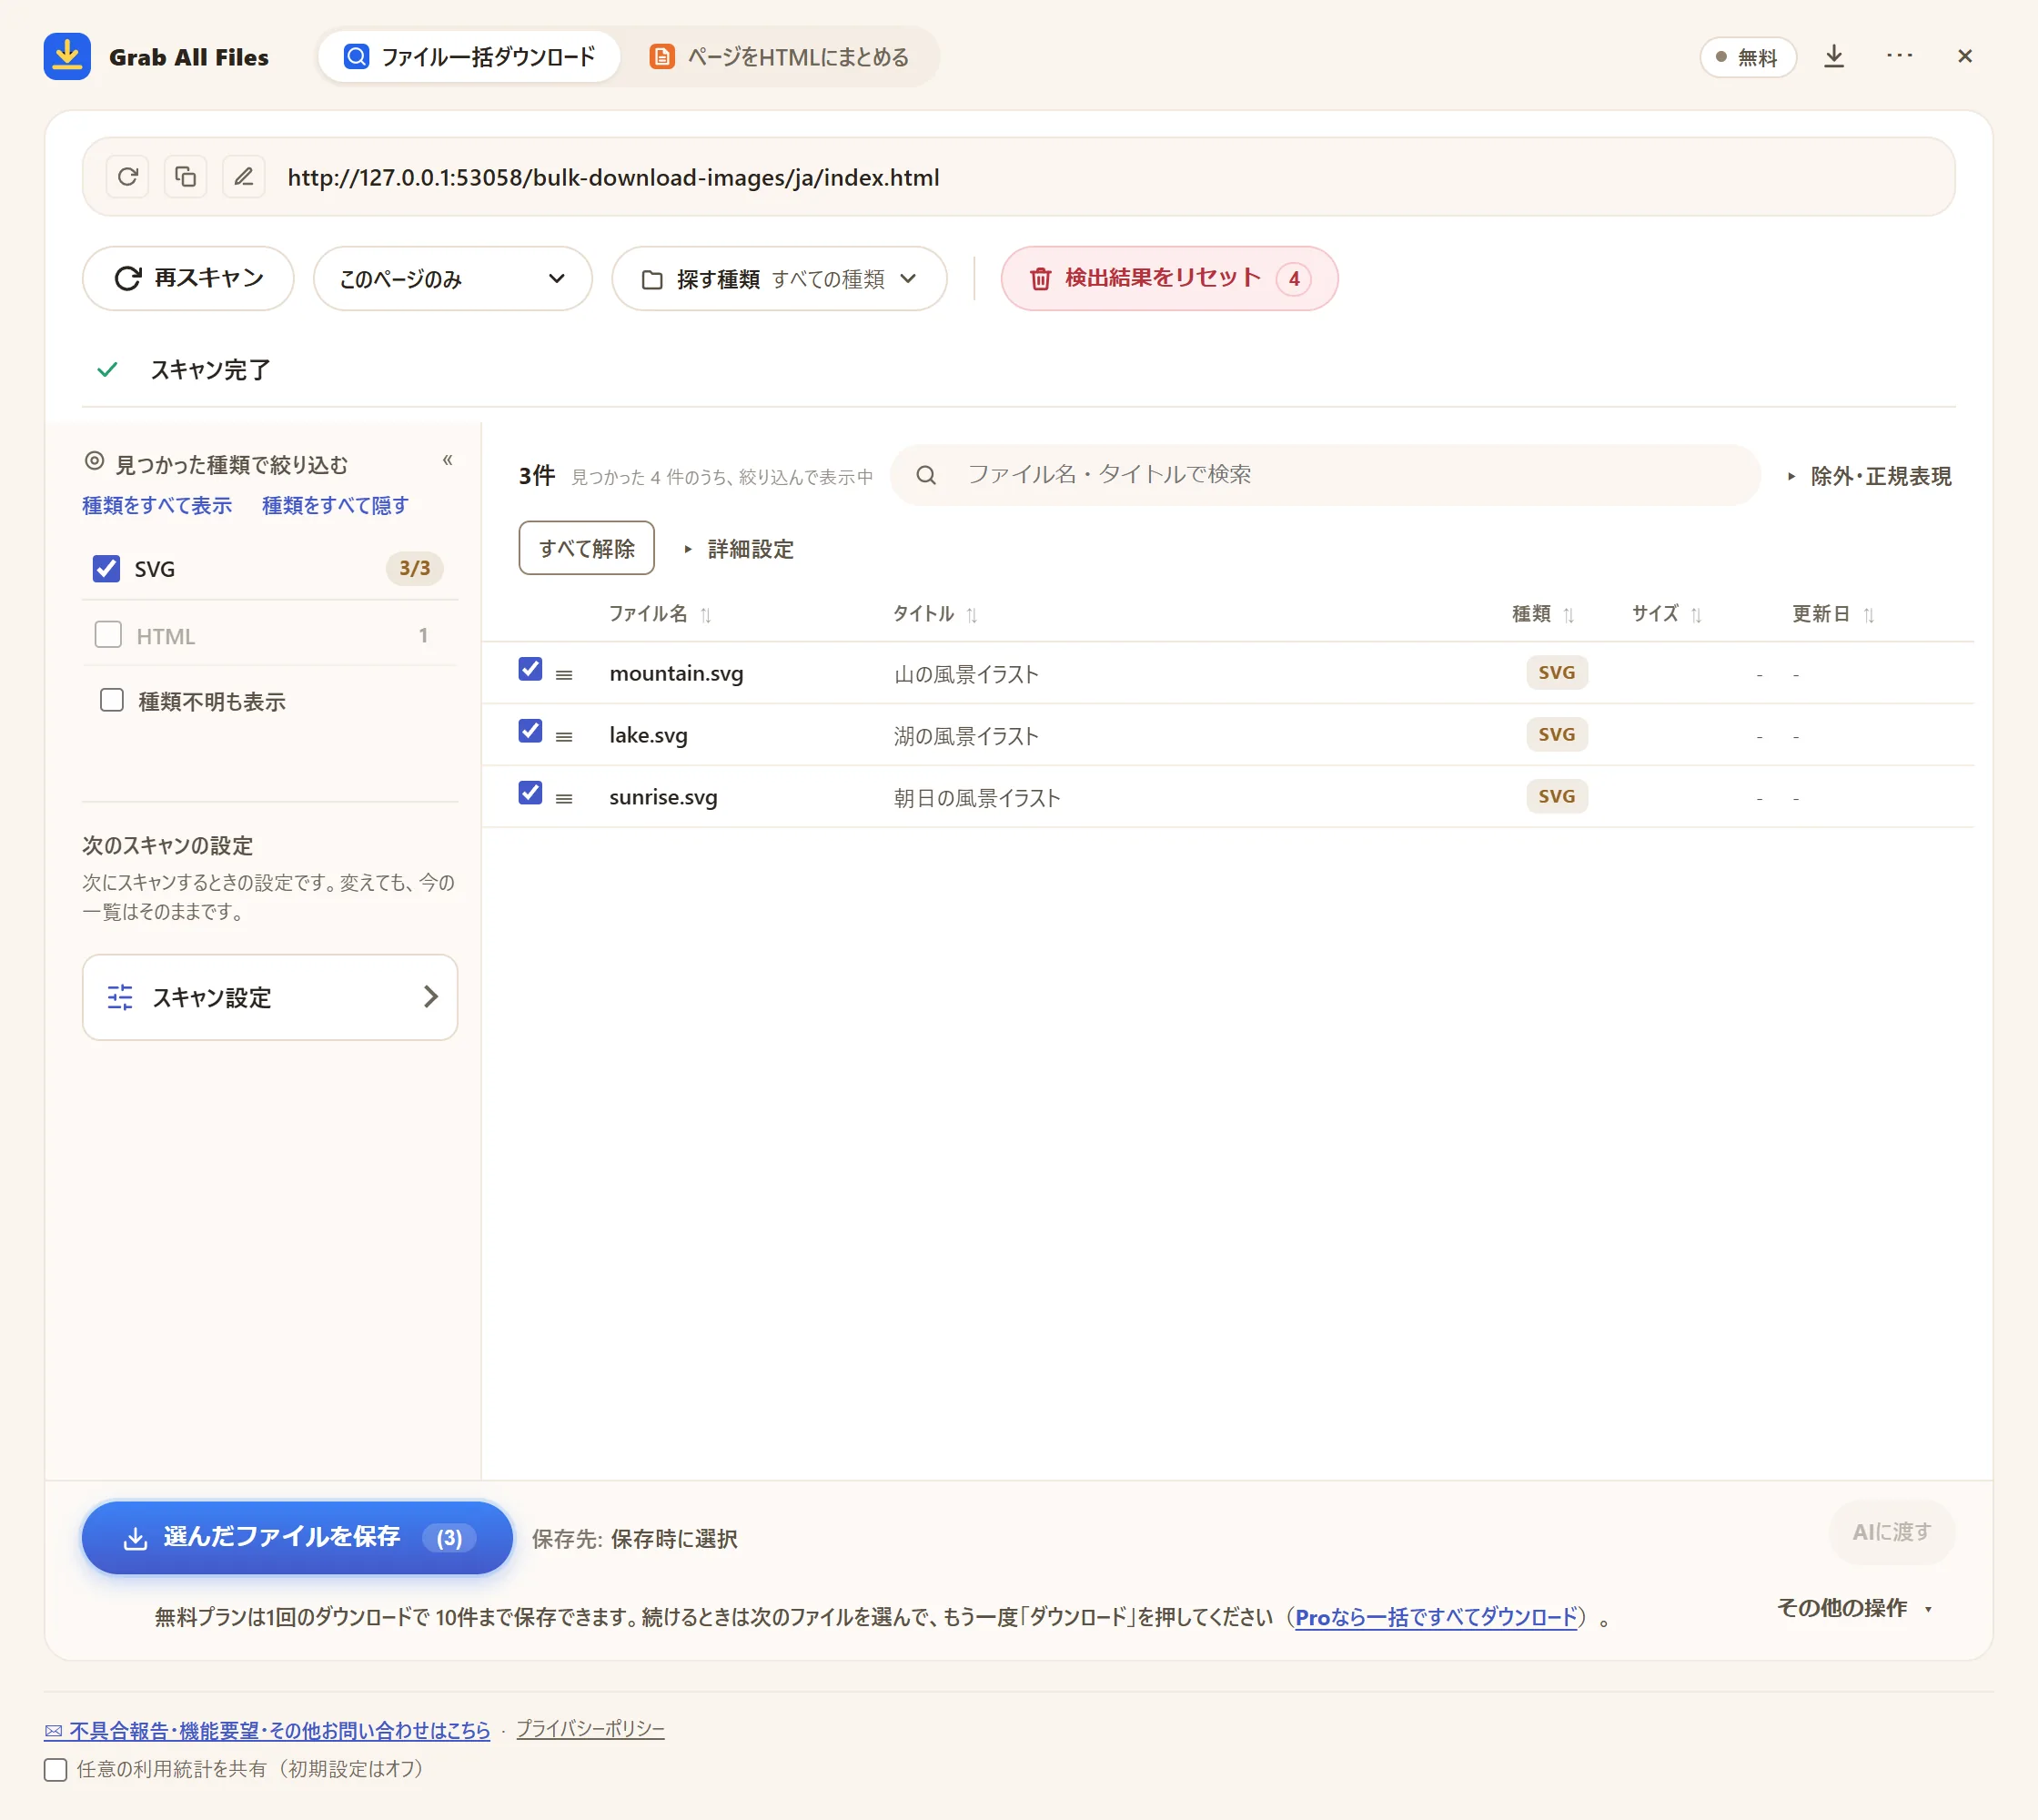 Grab All Files
ファイル一括ダウンロード
ページをHTMLにまとめる
無料
http://127.0.0.1:53058/bulk-download-images/ja/index.html
再スキャン
このページのみ
探す種類 すべての種類
検出結果をリセット 4
スキャン完了
見つかった種類で絞り込む «
種類をすべて表示 種類をすべて隠す
SVG 3/3
HTML 1
種類不明も表示
次のスキャンの設定
次にスキャンするときの設定です。変えても、今の
一覧はそのままです。
スキャン設定
3件 見つかった 4 件のうち、絞り込んで表示中
ファイル名・タイトルで検索
除外・正規表現
すべて解除
詳細設定
ファイル名 タイトル 種類 サイズ 更新日
mountain.svg 山の風景イラスト SVG - -
lake.svg 湖の風景イラスト SVG - -
sunrise.svg 朝日の風景イラスト SVG - -
選んだファイルを保存 (3)
保存先: 保存時に選択
AIに渡す
無料プランは1回のダウンロードで 10件まで保存できます。続けるときは次のファイルを選んで、もう一度「ダウンロード」を押してください（Proなら一括ですべてダウンロード）。
その他の操作
不具合報告・機能要望・その他お問い合わせはこちら · プライバシーポリシー
任意の利用統計を共有（初期設定はオフ）